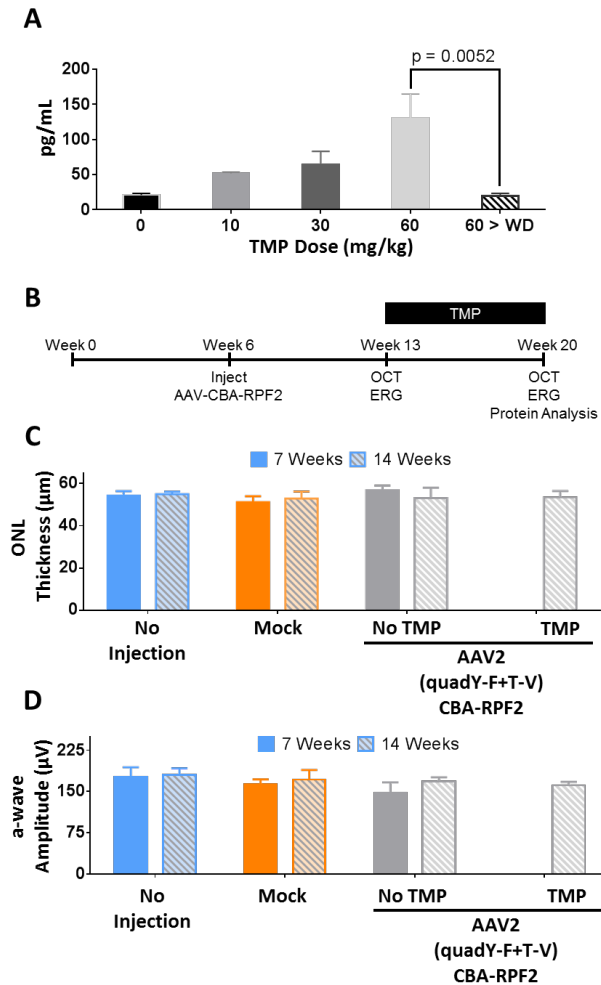 A
p = 0.0052
200
150
100
50
0
pg/mL
0 10 30 60 60 > WD
TMP Dose (mg/kg)
B
TMP
Week 0 Week 6 Week 13 Week 20
Inject OCT OCT
AAV-CBA-RPF2 ERG ERG
Protein Analysis
C
7 Weeks 14 Weeks
60
40
20
0
ONL
Thickness (µm)
No Mock No TMP TMP
Injection
AAV2
(quadY-F+T-V)
CBA-RPF2
D
7 Weeks 14 Weeks
225
150
75
0
a-wave
Amplitude (µV)
No Mock No TMP TMP
Injection
AAV2
(quadY-F+T-V)
CBA-RPF2